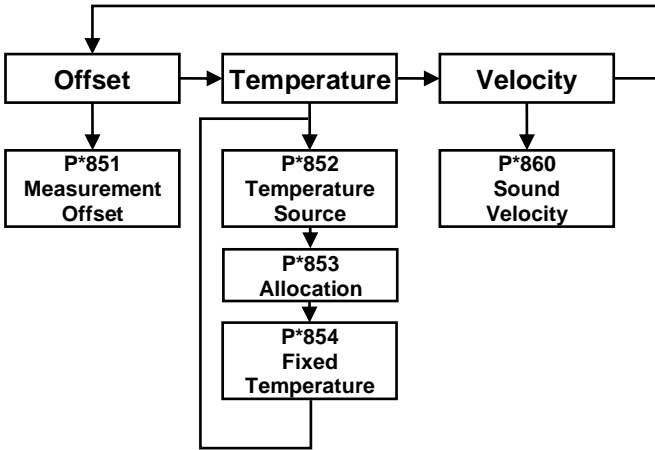 Offset
Temperature
Velocity
P*851
Measurement
Offset
P*852
Temperature
Source
P*860
Sound
Velocity
P*853
Allocation
P*854
Fixed
Temperature